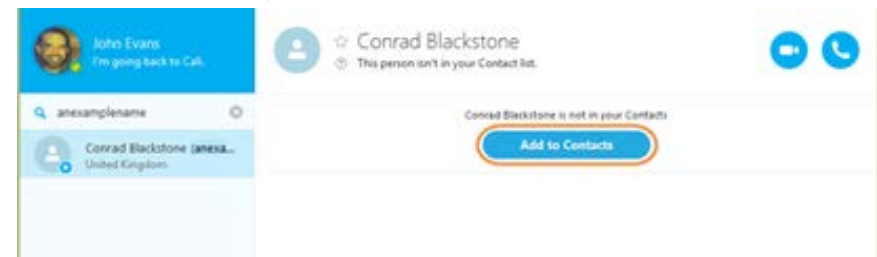 John Evans
I'm going back to Cali.
anexamplename
Conrad Blackstone (anexa...
United Kingdom
Conrad Blackstone
This person isn't in your Contact list.
Conrad Blackstone is not in your Contacts
Add to Contacts